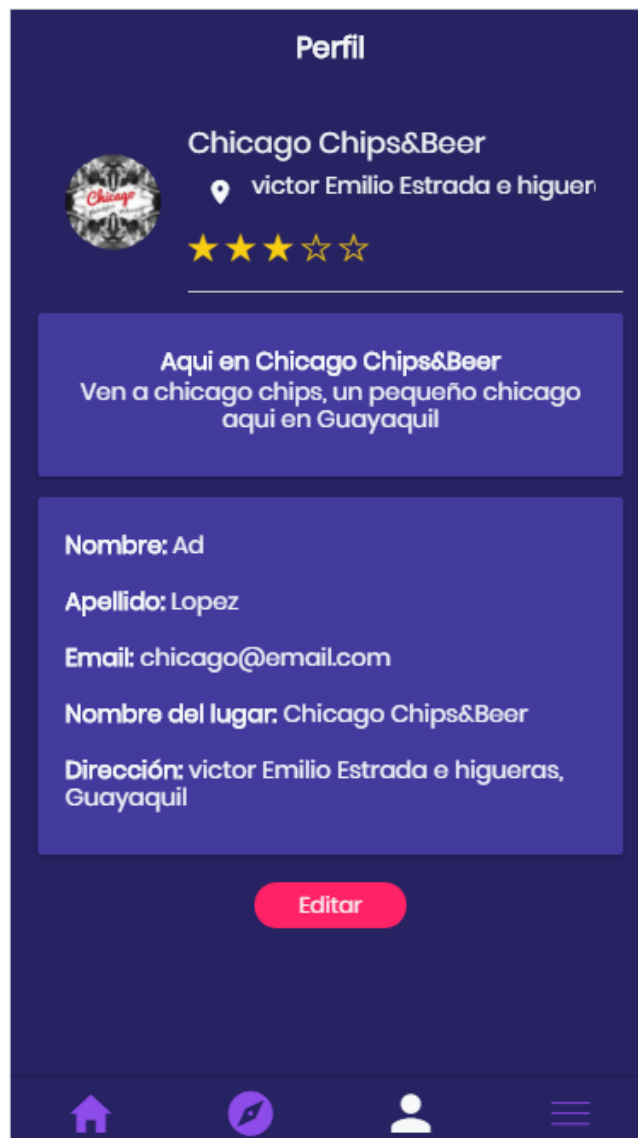 Perfil
Chicago Chips&Beer
victor Emilio Estrada e higuer
Chicago
Aqui en Chicago Chips&Beer
Ven a chicago chips, un pequeño chicago
aqui en Guayaquil
Nombre: Ad
Apellido: Lopez
Email: chicago@email.com
Nombre del lugar: Chicago Chips&Beer
Dirección: victor Emilio Estrada e higueras,
Guayaquil
Editar